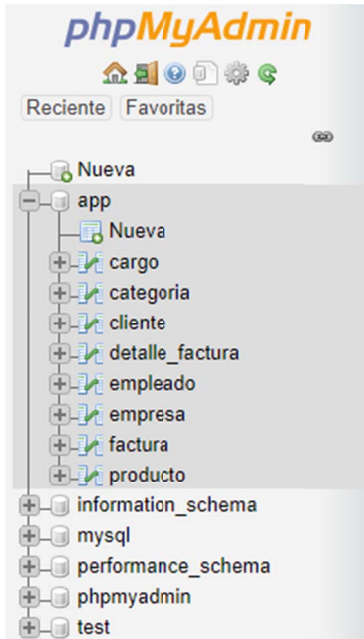 phpMyAdmin
Reciente Favoritas
Nueva
app
Nueva
cargo
categoria
cliente
detalle_factura
empleado
empresa
factura
producto
information_schema
mysql
performance_schema
phpmyadmin
test